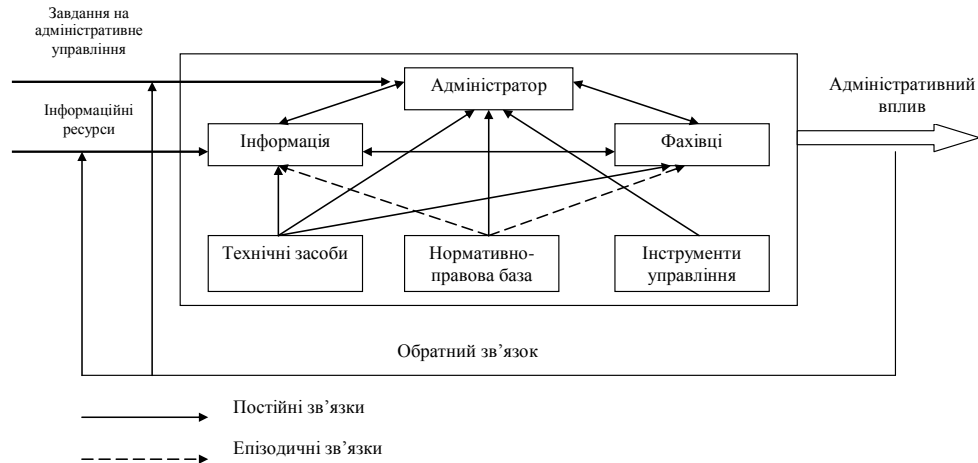 Завдання на
адміністративне
управління
Адміністратор
Адміністративний
вплив
Інформаційні
ресурси
Інформація
Фахівці
Технічні засоби
Нормативно-
правова база
Інструменти
управління
Обратний зв’язок
Постійні зв’язки
Епізодичні зв’язки